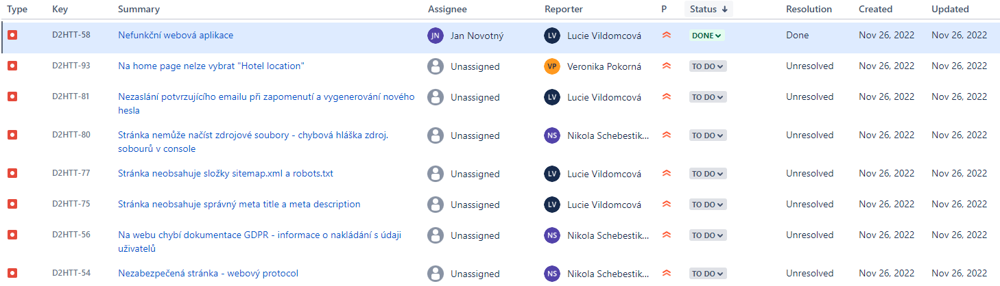 Type Key Summary Assignee Reporter P Status ↓ Resolution Created Updated
D2HTT-58 Nefunkční webová aplikace JN Jan Novotný LV Lucie Vildomcová DONE Done Nov 26, 2022 Nov 26, 2022
D2HTT-93 Na home page nelze vybrat "Hotel location" Unassigned VP Veronika Pokorná TO DO Unresolved Nov 26, 2022 Nov 26, 2022
D2HTT-81 Nezaslání potvrzujícího emailu při zapomenutí a vygenerování nového Unassigned LV Lucie Vildomcová TO DO Unresolved Nov 26, 2022 Nov 26, 2022
hesla
D2HTT-80 Stránka nemůže načíst zdrojové soubory - chybová hláška zdroj. Unassigned NS Nikola Schebestik... TO DO Unresolved Nov 26, 2022 Nov 26, 2022
sobourů v console
D2HTT-77 Stránka neobsahuje složky sitemap.xml a robots.txt Unassigned LV Lucie Vildomcová TO DO Unresolved Nov 26, 2022 Nov 26, 2022
D2HTT-75 Stránka neobsahuje správný meta title a meta description Unassigned LV Lucie Vildomcová TO DO Unresolved Nov 26, 2022 Nov 26, 2022
D2HTT-56 Na webu chybí dokumentace GDPR - informace o nakládání s údaji Unassigned NS Nikola Schebestik... TO DO Unresolved Nov 26, 2022 Nov 26, 2022
uživatelů
D2HTT-54 Nezabezpečená stránka - webový protocol Unassigned NS Nikola Schebestik... TO DO Unresolved Nov 26, 2022 Nov 26, 2022